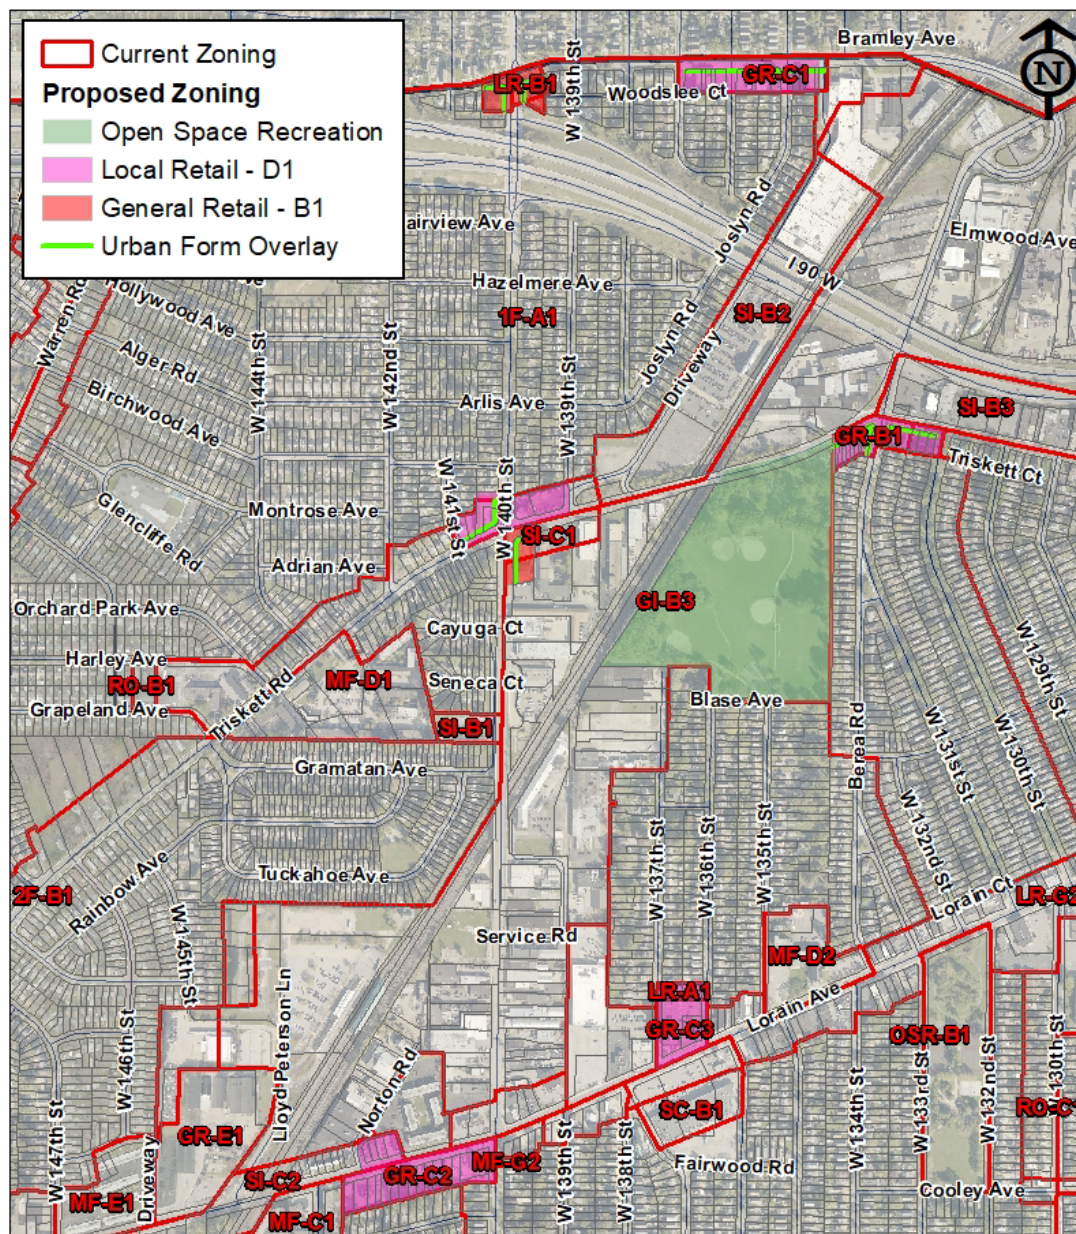 Current Zoning
Proposed Zoning
Open Space Recreation
Local Retail - D1
General Retail - B1
Urban Form Overlay
N
Bramley Ave
LR-B1
W 139th St
Woodslee Ct
GR-C1
airview Ave
Elmwood Ave
Joslyn Rd
I 90 W
Hazelmere Ave
Hollywood Ave
Warren Rd
1F-A1
SI-B2
Joslyn Rd
Driveway
Alger Rd
W 144th St
W 142nd St
Birchwood Ave
Arlis Ave
W 139th St
SI-B3
GR-B1
Triskett Ct
Glencliffe Rd
Montrose Ave
W 141st St
W 140th St
SI-C1
Adrian Ave
Orchard Park Ave
GI-B3
Cayuga Ct
Harley Ave
RO-B1
MF-D1
Seneca Ct
Grapeland Ave
Triskett Rd
SI-B1
Blase Ave
Berea Rd
W 129th St
W 130th St
W 131st St
Gramatan Ave
W 132nd St
W 137th St
W 136th St
W 135th St
Tuckahoe Ave
2F-B1
Rainbow Ave
Lorain Ct
LR-G2
W 145th St
Service Rd
MF-D2
Lloyd Peterson Ln
LR-A1
Lorain Ave
GR-C3
OSR-B1
W 146th St
Norton Rd
W 134th St
W 133rd St
W 132nd St
W 130th St
RO-C1
SC-B1
GR-E1
W 147th St
Driveway
MF-E1
SI-C2
GR-C2
MF-G2
W 139th St
W 138th St
Fairwood Rd
Cooley Ave
MF-C1